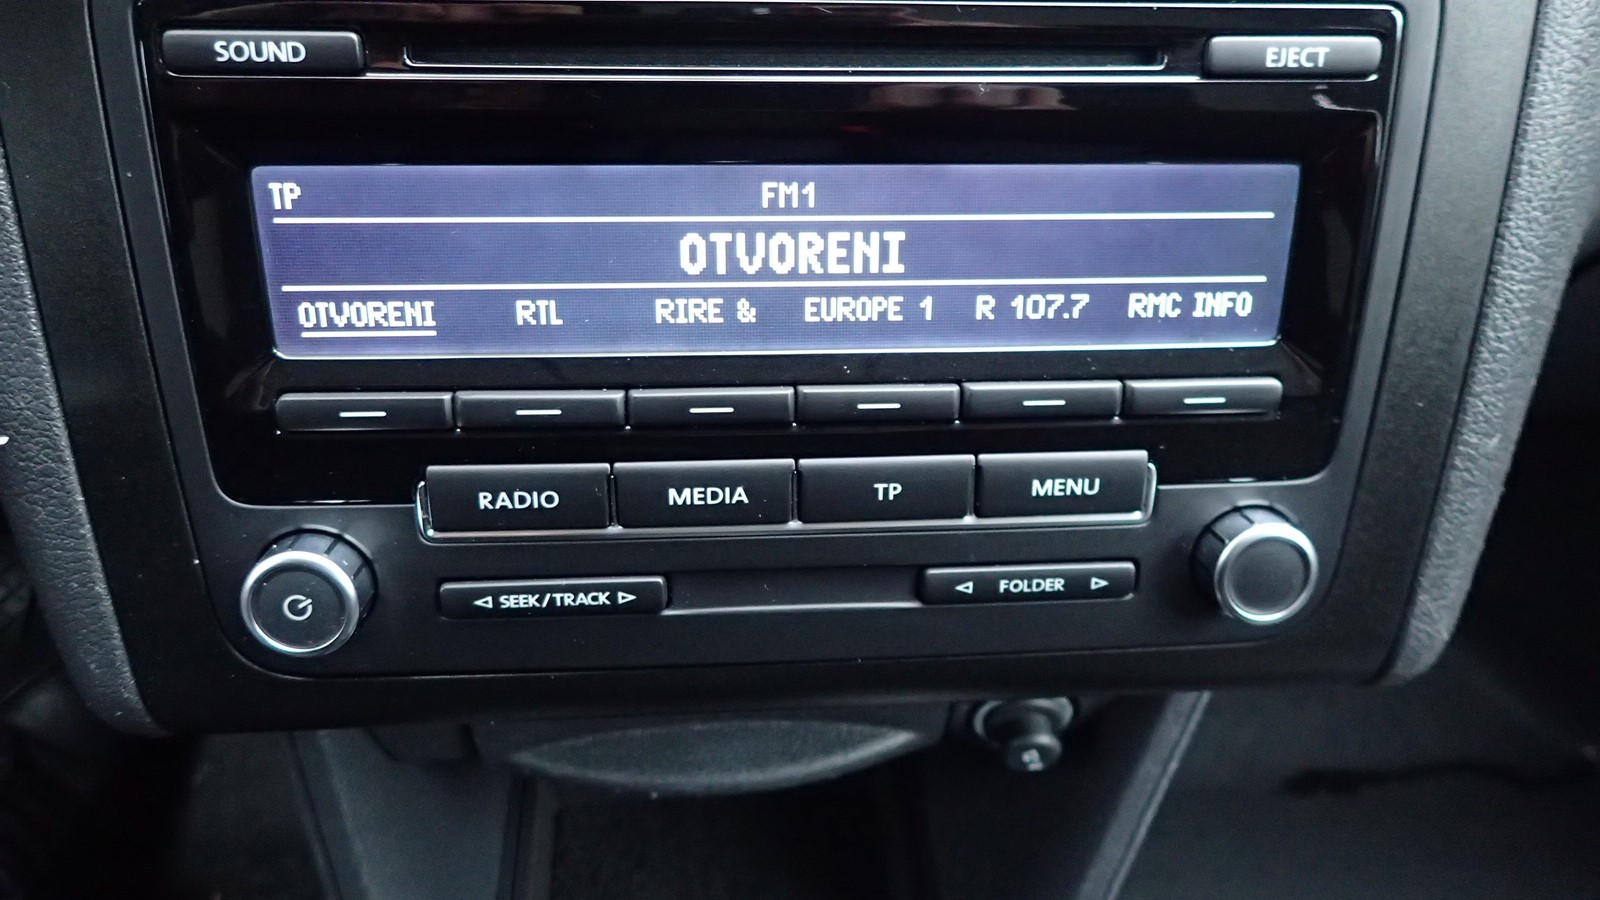 SOUND
EJECT
TP FM1
OTVORENI
OTVORENI RTL RIRE & EUROPE 1 R 107.7 RMC INFO
RADIO MEDIA TP MENU
SEEK/TRACK
FOLDER